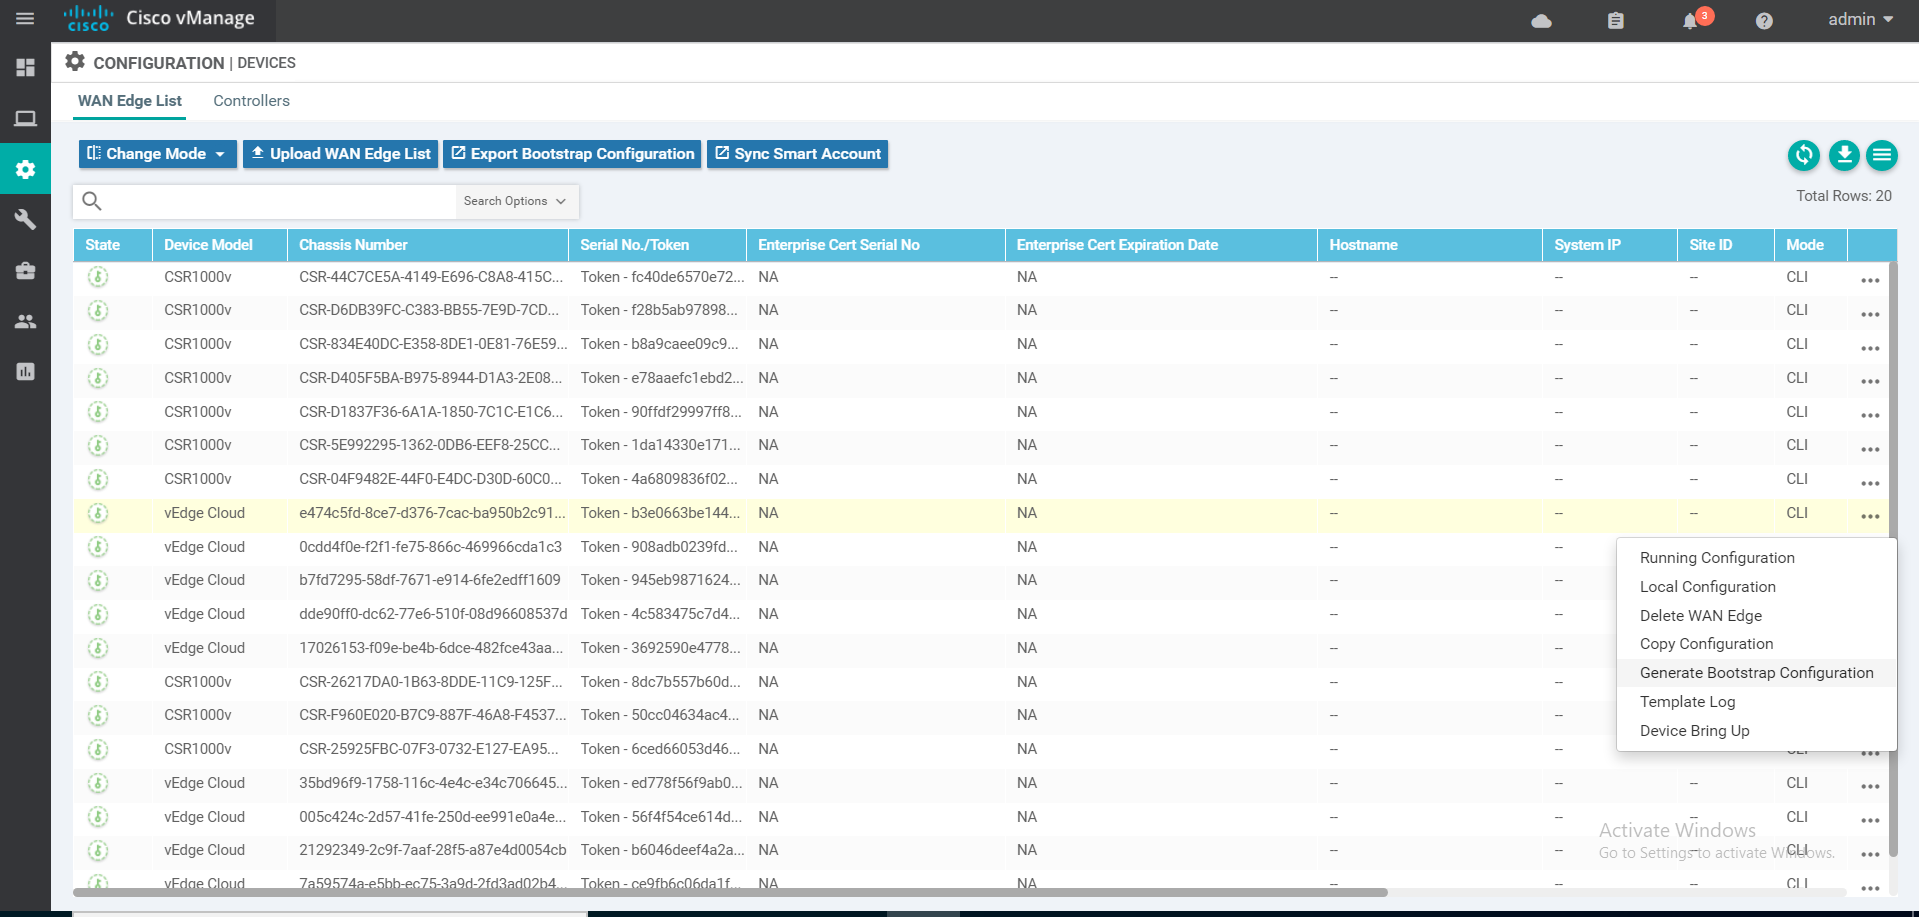 CISCO Cisco vManage 3 admin
CONFIGURATION | DEVICES
WAN Edge List Controllers
Change Mode Upload WAN Edge List Export Bootstrap Configuration Sync Smart Account
Search Options Total Rows: 20
State Device Model Chassis Number Serial No./Token Enterprise Cert Serial No Enterprise Cert Expiration Date Hostname System IP Site ID Mode
CSR1000v CSR-44C7CE5A-4149-E696-C8A8-415C... Token - fc40de6570e72... NA NA -- -- -- CLI ...
CSR1000v CSR-D6DB39FC-C383-BB55-7E9D-7CD... Token - f28b5ab97898... NA NA -- -- -- CLI ...
CSR1000v CSR-834E40DC-E358-8DE1-0E81-76E59... Token - b8a9caee09c9... NA NA -- -- -- CLI ...
CSR1000v CSR-D405F5BA-B975-8944-D1A3-2E08... Token - e78aaefc1ebd2... NA NA -- -- -- CLI ...
CSR1000v CSR-D1837F36-6A1A-1850-7C1C-E1C6... Token - 90ffdf29997ff8... NA NA -- -- -- CLI ...
CSR1000v CSR-5E992295-1362-0DB6-EEF8-25CC... Token - 1da14330e171... NA NA -- -- -- CLI ...
CSR1000v CSR-04F9482E-44F0-E4DC-D30D-60C0... Token - 4a6809836f02... NA NA -- -- -- CLI ...
vEdge Cloud e474c5fd-8ce7-d376-7cac-ba950b2c91... Token - b3e0663be144... NA NA -- -- -- CLI ...
vEdge Cloud 0cdd4f0e-f2f1-fe75-866c-469966cda1c3 Token - 908adb0239fd... NA NA -- --
vEdge Cloud b7fd7295-58df-7671-e914-6fe2edff1609 Token - 945eb9871624... NA NA -- --
vEdge Cloud dde90ff0-dc62-77e6-510f-08d96608537d Token - 4c583475c7d4... NA NA -- --
vEdge Cloud 17026153-f09e-be4b-6dce-482fce43aa... Token - 3692590e4778... NA NA -- --
CSR1000v CSR-26217DA0-1B63-8DDE-11C9-125F... Token - 8dc7b557b60d... NA NA -- --
CSR1000v CSR-F960E020-B7C9-887F-46A8-F4537... Token - 50cc04634ac4... NA NA -- --
CSR1000v CSR-25925FBC-07F3-0732-E127-EA95... Token - 6ced66053d46... NA NA -- -- CLI ...
vEdge Cloud 35bd96f9-1758-116c-4e4c-e34c706645... Token - ed778f56f9ab0... NA NA -- -- -- CLI ...
vEdge Cloud 005c424c-2d57-41fe-250d-ee991e0a4e... Token - 56f4f54ce614d... NA NA -- -- -- CLI ...
vEdge Cloud 21292349-2c9f-7aaf-28f5-a87e4d0054cb Token - b6046deef4a2a... NA NA -- -- -- CLI ...
vEdge Cloud 7a59574a-e5bb-ec75-3a9d-2fd3ad02b4... Token - ce9fb6c06da1f... NA NA -- -- -- CLI ...
Running Configuration
Local Configuration
Delete WAN Edge
Copy Configuration
Generate Bootstrap Configuration
Template Log
Device Bring Up
Activate Windows
Go to Settings to activate Windows.